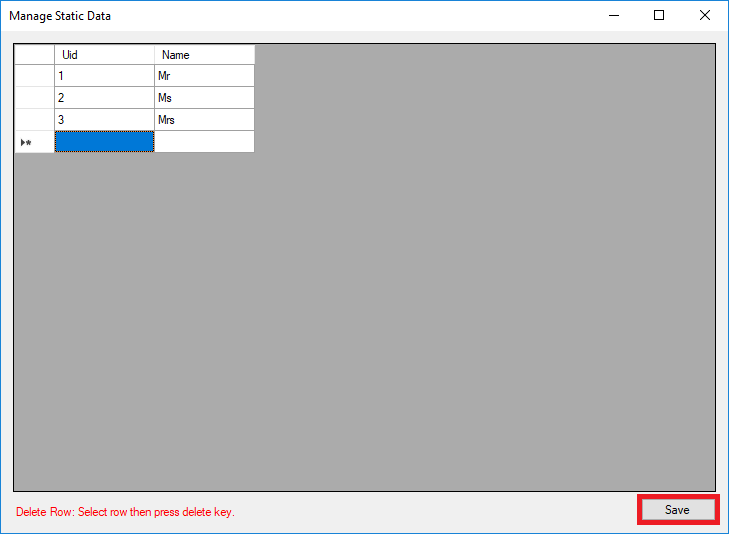 Manage Static Data
Uid Name
1 Mr
2 Ms
3 Mrs
Delete Row: Select row then press delete key.
Save